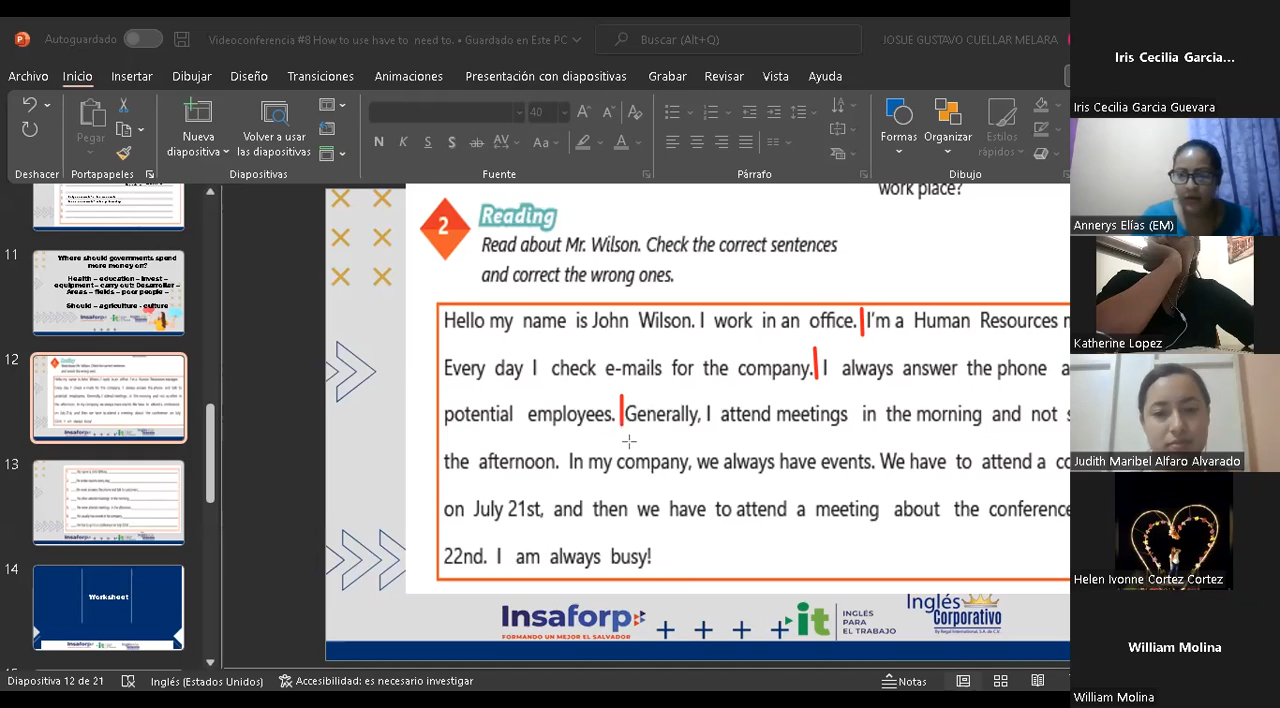 Autoguardado
Videoconferencia #8 How to use have to need to. • Guardado en Este PC
Buscar (Alt+Q)
JOSUE GUSTAVO CUELLAR MELARA
Archivo Inicio Insertar Dibujar Diseño Transiciones Animaciones Presentación con diapositivas Grabar Revisar Vista Ayuda
Pegar
Nueva diapositiva
Volver a usar las diapositivas
40
N K S S ab AV Aa A
Formas
Organizar
Estilos rápidos
Deshacer Portapapeles Diapositivas Fuente Párrafo Dibujo
11
Where should governments spend
more money on?
Health – education – invest –
equipment – carry out: Desarrollar –
Areas – fields – poor people –
Should – agriculture - culture
12
13
14
Worksheet
work place?
2
Reading
Read about Mr. Wilson. Check the correct sentences
and correct the wrong ones.
Hello my name is John Wilson. I work in an office. I'm a Human Resources
Every day I check e-mails for the company. I always answer the phone
potential employees. Generally, I attend meetings in the morning and not
the afternoon. In my company, we always have events. We have to attend a
on July 21st, and then we have to attend a meeting about the conference
22nd. I am always busy!
Insaforp
FORMANDO UN MEJOR EL SALVADOR
it
INGLÉS
PARA
EL TRABAJO
Inglés
Corporativo
By Regal International, S.A. de C.V.
Diapositiva 12 de 21
Inglés (Estados Unidos)
Accesibilidad: es necesario investigar
Notas
Iris Cecilia Garcia...
Iris Cecilia Garcia Guevara
Annerys Elías (EM)
Katherine Lopez
Judith Maribel Alfaro Alvarado
Helen Ivonne Cortez Cortez
William Molina
William Molina